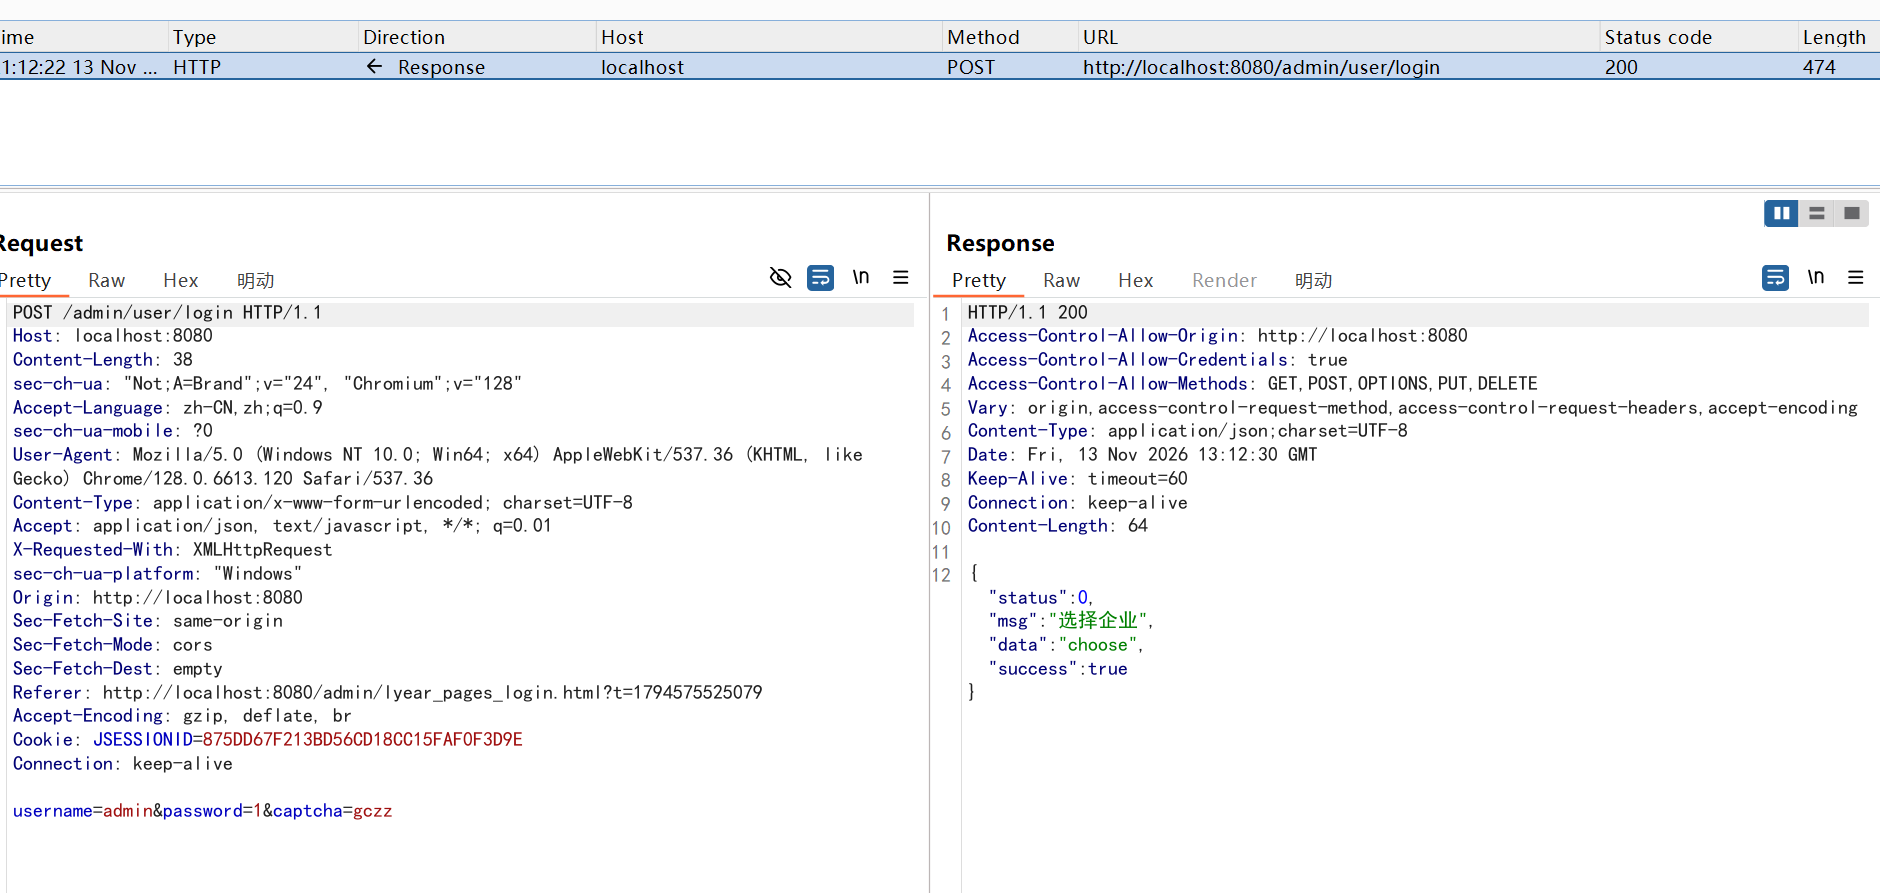 ime Type Direction Host Method URL Status code Length
1:12:22 13 Nov ... HTTP ← Response localhost POST http://localhost:8080/admin/user/login 200 474
Request
Pretty Raw Hex 明动 \n
POST /admin/user/login HTTP/1.1
Host: localhost:8080
Content-Length: 38
sec-ch-ua: "Not;A=Brand";v="24", "Chromium";v="128"
Accept-Language: zh-CN,zh;q=0.9
sec-ch-ua-mobile: ?0
User-Agent: Mozilla/5.0 (Windows NT 10.0; Win64; x64) AppleWebKit/537.36 (KHTML, like
Gecko) Chrome/128.0.6613.120 Safari/537.36
Content-Type: application/x-www-form-urlencoded; charset=UTF-8
Accept: application/json, text/javascript, */*; q=0.01
X-Requested-With: XMLHttpRequest
sec-ch-ua-platform: "Windows"
Origin: http://localhost:8080
Sec-Fetch-Site: same-origin
Sec-Fetch-Mode: cors
Sec-Fetch-Dest: empty
Referer: http://localhost:8080/admin/lyear_pages_login.html?t=1794575525079
Accept-Encoding: gzip, deflate, br
Cookie: JSESSIONID=875DD67F213BD56CD18CC15FAF0F3D9E
Connection: keep-alive
username=admin&password=1&captcha=gczz
Response
Pretty Raw Hex Render 明动 \n
1 HTTP/1.1 200
2 Access-Control-Allow-Origin: http://localhost:8080
3 Access-Control-Allow-Credentials: true
4 Access-Control-Allow-Methods: GET,POST,OPTIONS,PUT,DELETE
5 Vary: origin,access-control-request-method,access-control-request-headers,accept-encoding
6 Content-Type: application/json;charset=UTF-8
7 Date: Fri, 13 Nov 2026 13:12:30 GMT
8 Keep-Alive: timeout=60
9 Connection: keep-alive
10 Content-Length: 64
11
12 {
"status":0,
"msg":"选择企业",
"data":"choose",
"success":true
}